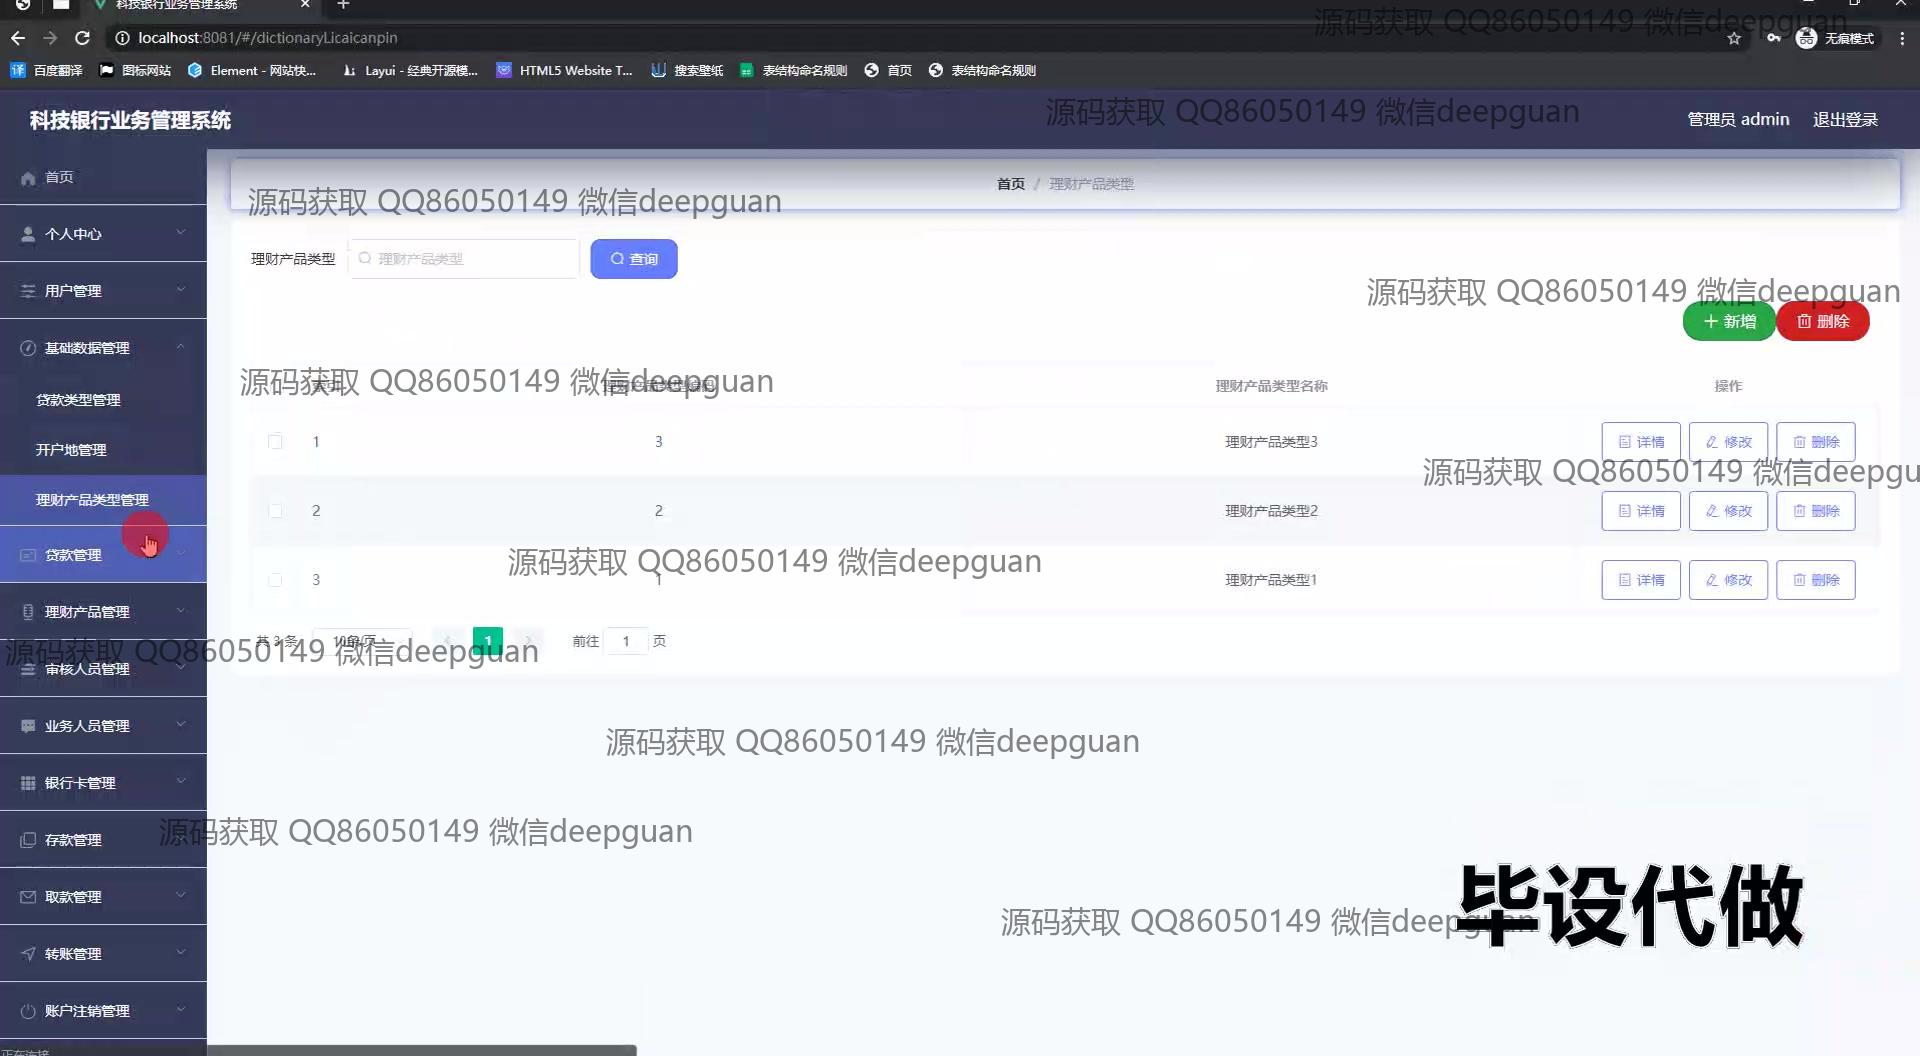 科技银行业务管理系统
源码获取 QQ86050149 微信deepguan
localhost:8081/#/dictionaryLicaicanpin
无痕模式
百度翻译
图标网站
Element - 网站快...
Layui - 经典开源模...
HTML5 Website T...
搜索壁纸
表结构命名规则
首页
表结构命名规则
科技银行业务管理系统
源码获取 QQ86050149 微信deepguan
管理员 admin
退出登录
首页
首页 / 理财产品类型
源码获取 QQ86050149 微信deepguan
个人中心
理财产品类型
理财产品类型
查询
用户管理
源码获取 QQ86050149 微信deepguan
新增
删除
基础数据管理
源码获取 QQ86050149 微信deepguan
理财产品类型名称
操作
贷款类型管理
1 3 理财产品类型3 详情 修改 删除
开户地管理
源码获取 QQ86050149 微信deepgu
理财产品类型管理
2 2 理财产品类型2 详情 修改 删除
贷款管理
源码获取 QQ86050149 微信deepguan
3 1 理财产品类型1 详情 修改 删除
理财产品管理
共 3 条 10条/页 1 前往 1 页
源码获取 QQ86050149 微信deepguan
审核人员管理
业务人员管理
源码获取 QQ86050149 微信deepguan
银行卡管理
存款管理
源码获取 QQ86050149 微信deepguan
取款管理
源码获取 QQ86050149 微信deepguan
毕设代做
转账管理
账户注销管理